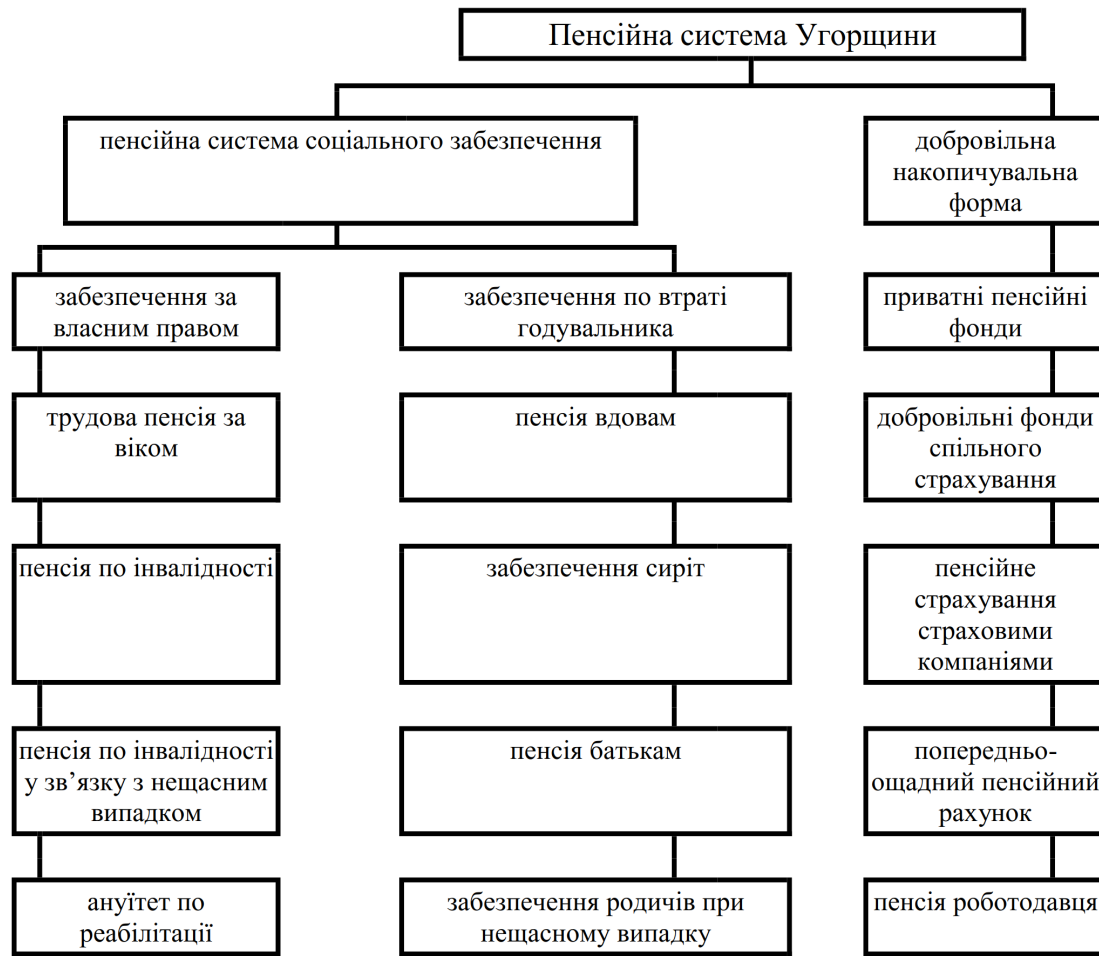 Пенсійна система Угорщини
пенсійна система соціального забезпечення
добровільна
накопичувальна
форма
забезпечення за
власним правом
забезпечення по втраті
годувальника
приватні пенсійні
фонди
трудова пенсія за
віком
пенсія вдовам
добровільні фонди
спільного
страхування
пенсія по інвалідності
забезпечення сиріт
пенсійне
страхування
страховими
компаніями
пенсія по інвалідності
у зв’язку з нещасним
випадком
пенсія батькам
попередньо-
ощадний пенсійний
рахунок
ануїтет по
реабілітації
забезпечення родичів при
нещасному випадку
пенсія роботодавця